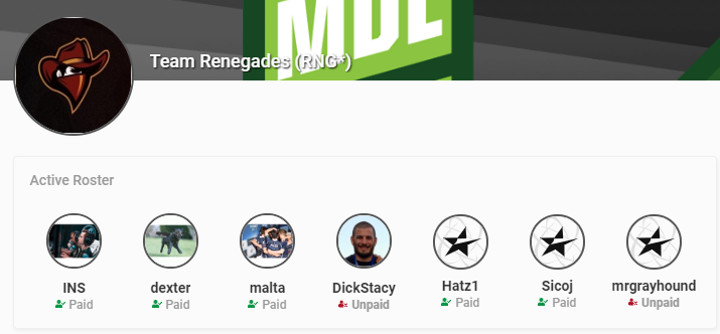 MDL
Team Renegades (RNG*)
Active Roster
INS
dexter
malta
DickStacy
Hatz1
Sicoj
mrgrayhound
Paid
Paid
Paid
Unpaid
Paid
Paid
Unpaid